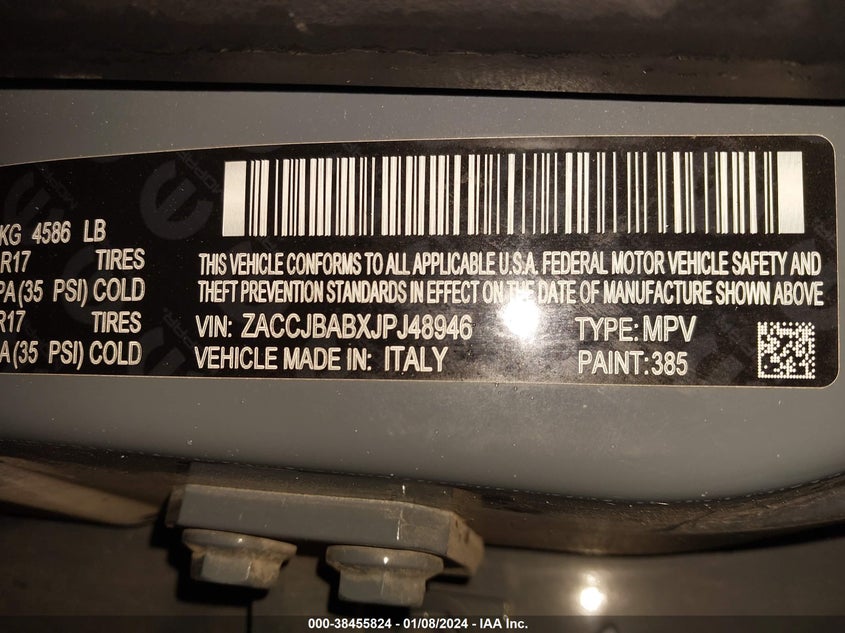 KG 4586 LB
R17 TIRES
PA(35 PSI) COLD
R17 TIRES
A(35 PSI) COLD
THIS VEHICLE CONFORMS TO ALL APPLICABLE U.S.A. FEDERAL MOTOR VEHICLE SAFETY AND
THEFT PREVENTION STANDARDS IN EFFECT ON THE DATE OF MANUFACTURE SHOWN ABOVE
VIN: ZACCJBABXJPJ48946 TYPE: MPV
VEHICLE MADE IN: ITALY PAINT:385
000-38455824 - 01/08/2024 - IAA Inc.